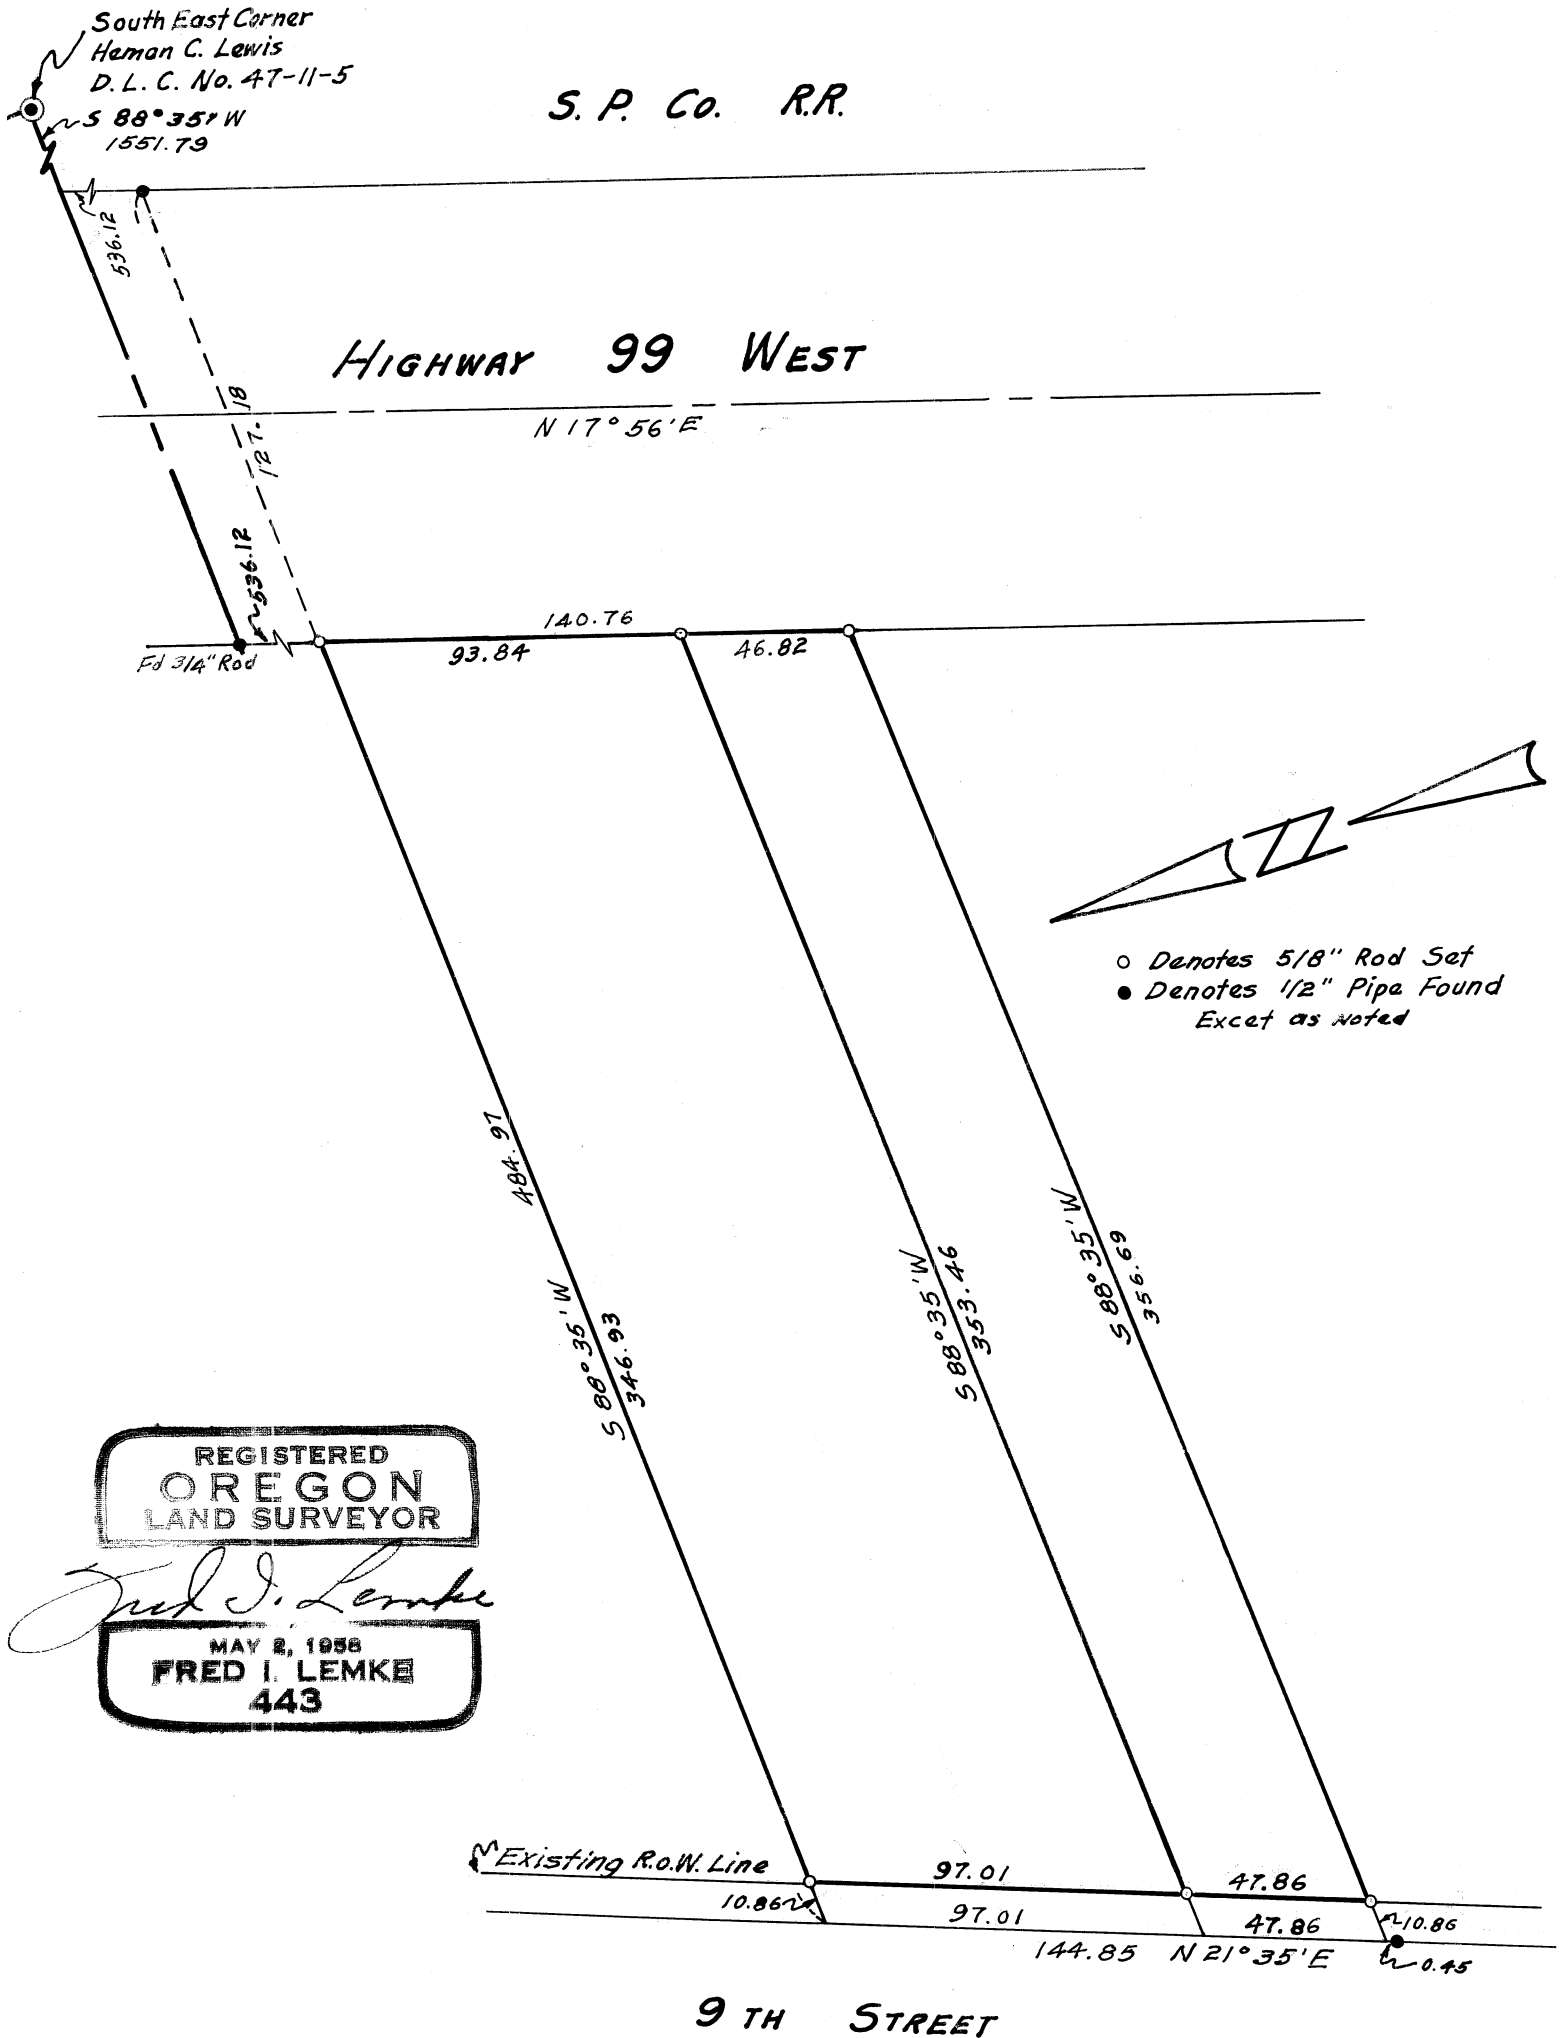 South East Corner
Heman C. Lewis
D. L. C. No. 47-11-5
S 88° 35' W
1551.79
S. P. Co. R.R.
536.12
HIGHWAY 99 WEST
N 17° 56' E
127.18
536.12
140.76
Fd 3/4" Rod
93.84
46.82
N
Denotes 5/8" Rod Set
Denotes 1/2" Pipe Found
Excet as Noted
484.97
S 88° 35' W
346.93
S 88° 35' W
353.46
S 88° 35' W
356.69
REGISTERED
OREGON
LAND SURVEYOR
Fred I. Lemke
MAY 2, 1958
FRED I. LEMKE
443
Existing R.o.W. Line
97.01
47.86
10.86
97.01
47.86
10.86
144.85 N 21° 35' E
0.45
9 TH STREET